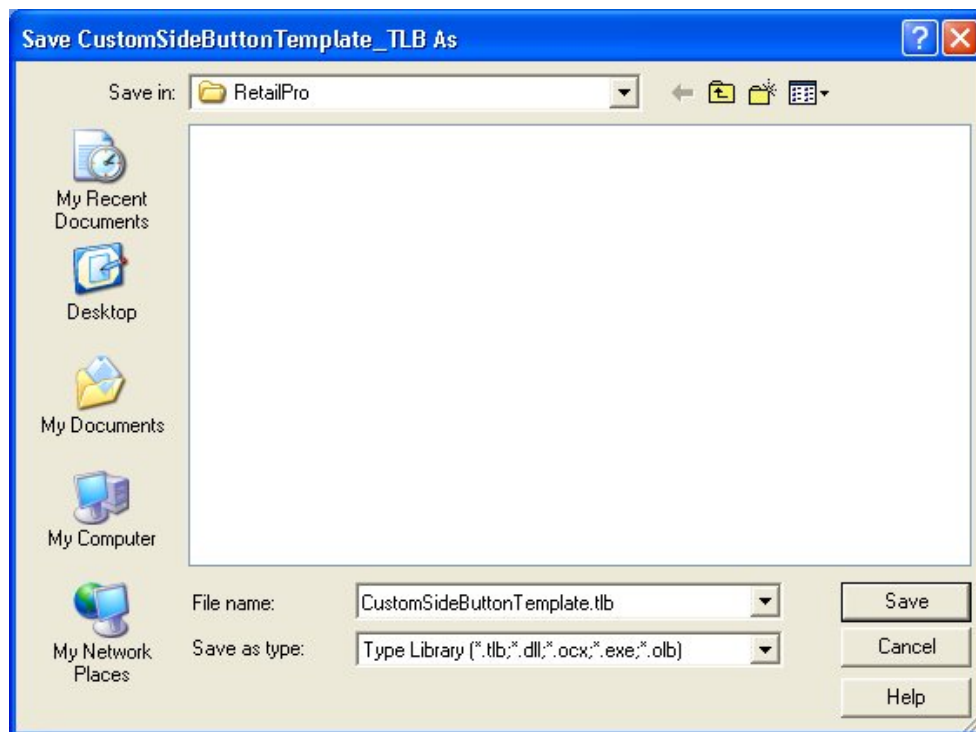 Save CustomSideButtonTemplate_TLB As
Save in:
RetailPro
My Recent
Documents
Desktop
My Documents
My Computer
My Network
Places
File name:
CustomSideButtonTemplate.tlb
Save
Save as type:
Type Library (*.tlb;*.dll;*.ocx;*.exe;*.olb)
Cancel
Help